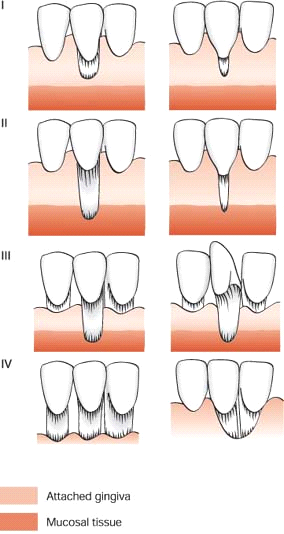 I
II
III
IV
Attached gingiva
Mucosal tissue